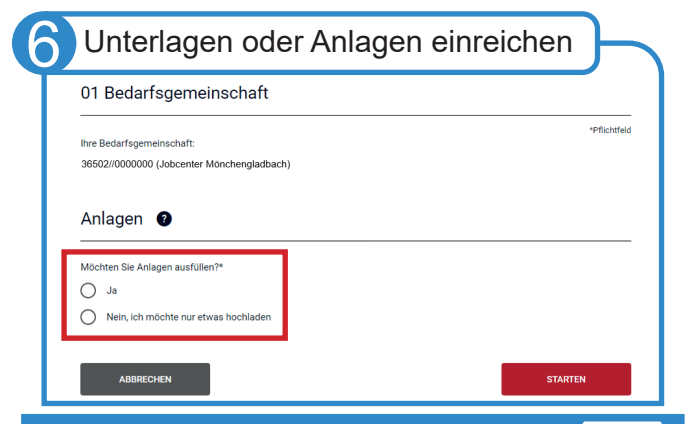 6 Unterlagen oder Anlagen einreichen
01 Bedarfsgemeinschaft
*Pflichtfeld
Ihre Bedarfsgemeinschaft:
36502//0000000 (Jobcenter Mönchengladbach)
Anlagen ?
Möchten Sie Anlagen ausfüllen?*
Ja
Nein, ich möchte nur etwas hochladen
ABBRECHEN STARTEN